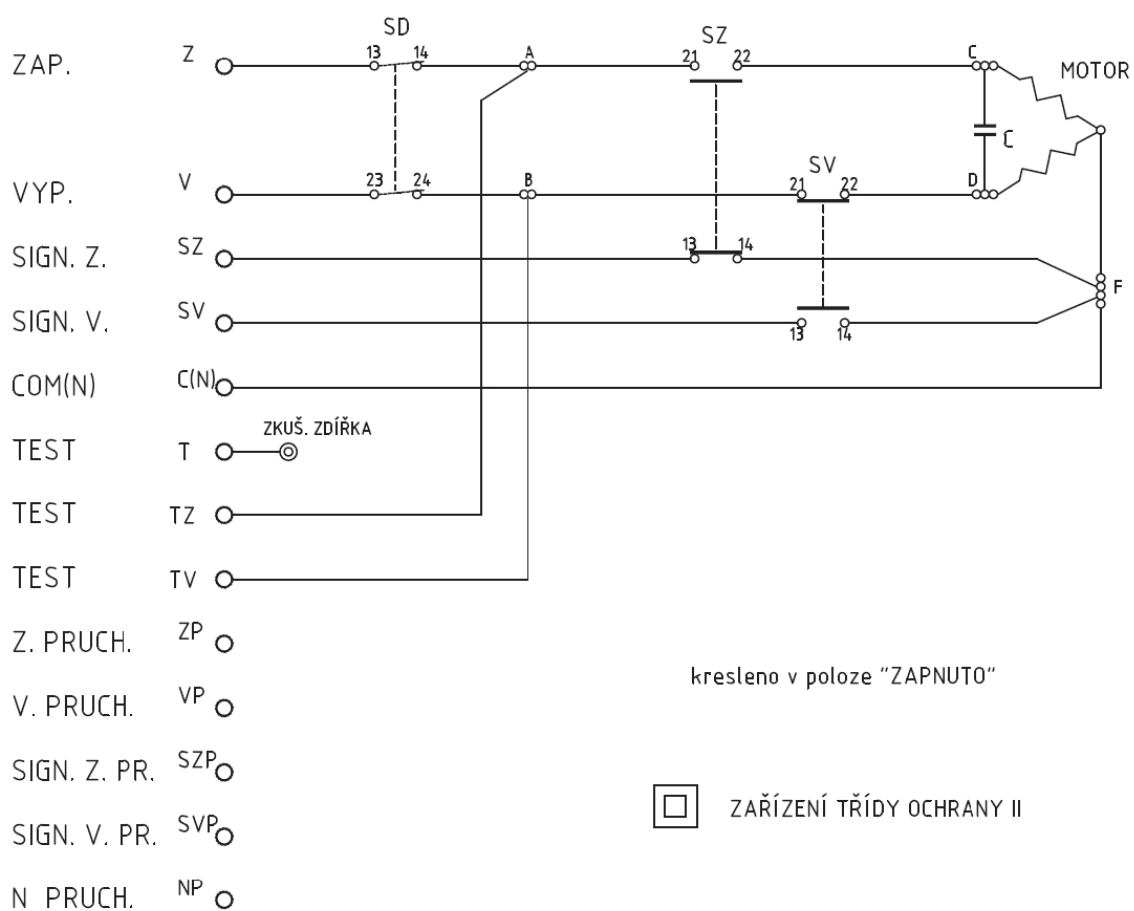 SD
SZ
ZAP. Z 13 14 A 21 22 C
MOTOR
C
SV
VYP. V 23 24 B 21 22 D
SIGN. Z. SZ 13 14
F
SIGN. V. SV 13 14
COM(N) C(N)
ZKUŠ. ZDÍŘKA
TEST T
TEST TZ
TEST TV
Z. PRUCH. ZP
kresleno v poloze "ZAPNUTO"
V. PRUCH. VP
SIGN. Z. PR. SZP
ZAŘÍZENÍ TŘÍDY OCHRANY II
SIGN. V. PR. SVP
N PRUCH. NP